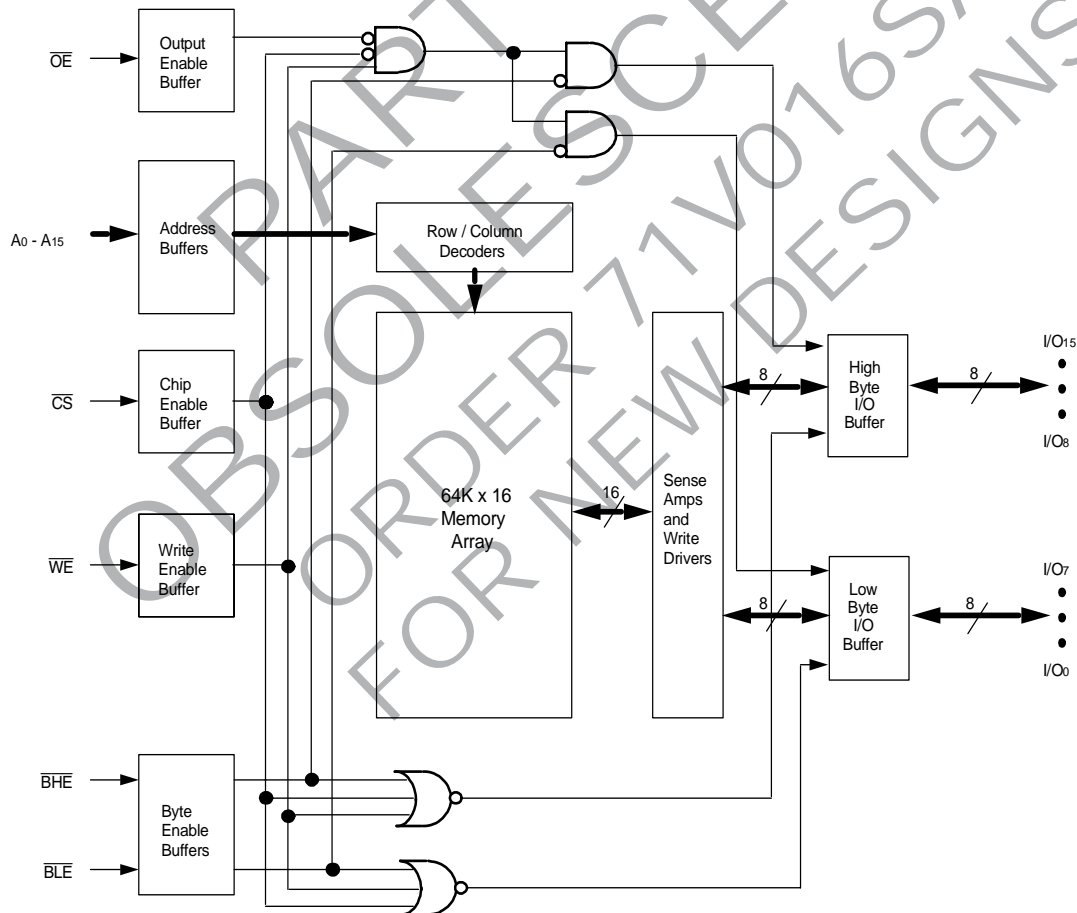 OE
Output
Enable
Buffer
A0 - A15
Address
Buffers
Row / Column
Decoders
CS
Chip
Enable
Buffer
WE
Write
Enable
Buffer
64K x 16
Memory
Array
16
Sense
Amps
and
Write
Drivers
8
High
Byte
I/O
Buffer
8
I/O15
I/O8
8
Low
Byte
I/O
Buffer
8
I/O7
I/O0
BHE
BLE
Byte
Enable
Buffers
PART
OBSOLESCE
ORDER 71V016SA
FOR NEW DESIGNS